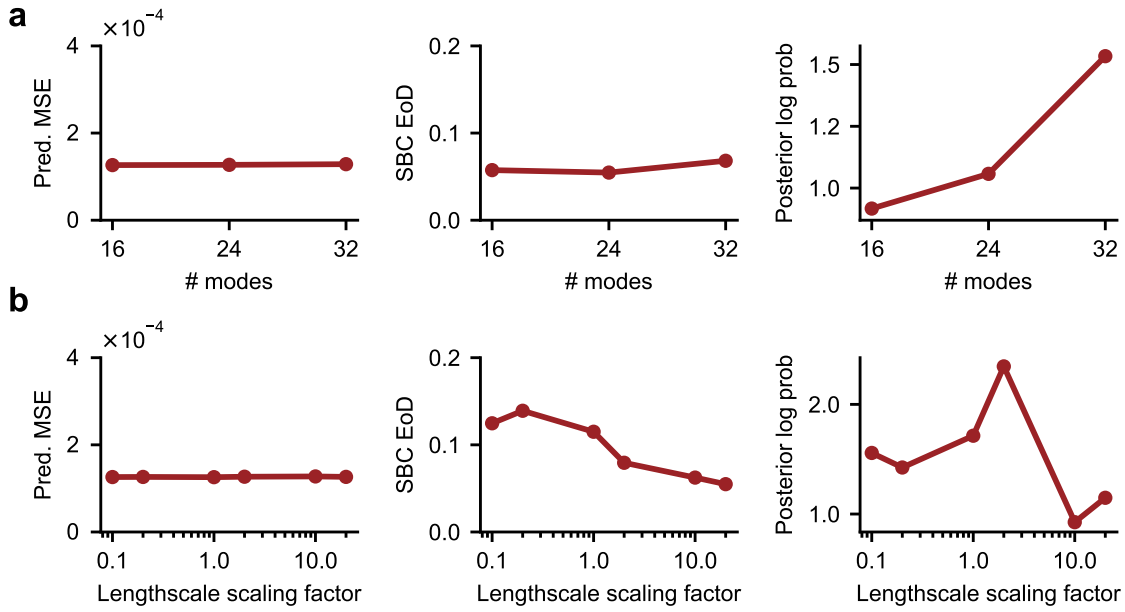 a
×10⁻⁴
Pred. MSE
4
2
0
16 24 32
# modes
SBC EoD
0.2
0.1
0.0
16 24 32
# modes
Posterior log prob
1.5
1.2
1.0
16 24 32
# modes
b
×10⁻⁴
Pred. MSE
4
2
0
0.1 1.0 10.0
Lengthscale scaling factor
SBC EoD
0.2
0.1
0.0
0.1 1.0 10.0
Lengthscale scaling factor
Posterior log prob
2.0
1.0
0.1 1.0 10.0
Lengthscale scaling factor